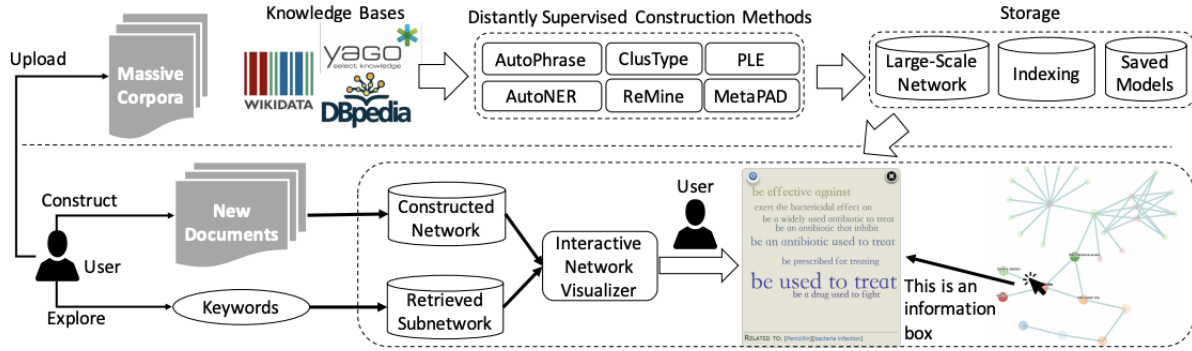 Knowledge Bases
Distantly Supervised Construction Methods
Storage
Upload
Massive
Corpora
WIKIDATA
yago
select knowledge
DBpedia
AutoPhrase
ClusType
PLE
AutoNER
ReMine
MetaPAD
Large-Scale
Network
Indexing
Saved
Models
Construct
New
Documents
User
Explore
Keywords
Constructed
Network
Retrieved
Subnetwork
Interactive
Network
Visualizer
User
be effective against
exert the bactericidal effect on
be a widely used antibiotic to treat
be an antibiotic that inhibit
be an antibiotic used to treat
be prescribed for treating
be used to treat
be a drug used to fight
RELATED TO: [Penicillin][bacteria infection]
This is an
information
box